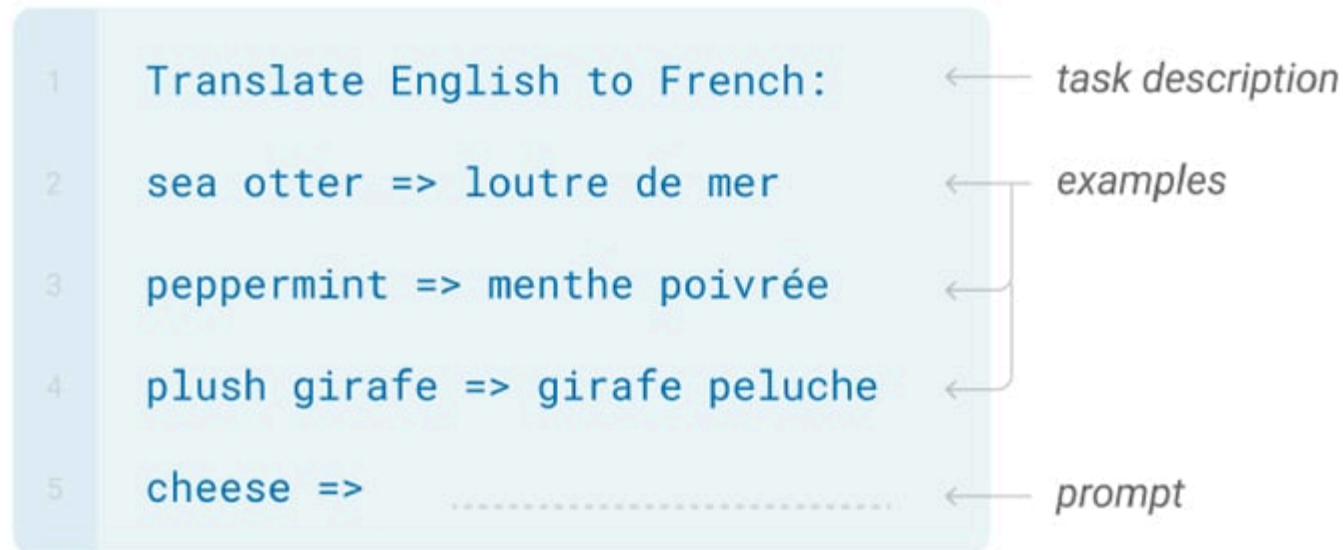 1 Translate English to French: task description
2 sea otter => loutre de mer examples
3 peppermint => menthe poivrée
4 plush girafe => girafe peluche
5 cheese => prompt